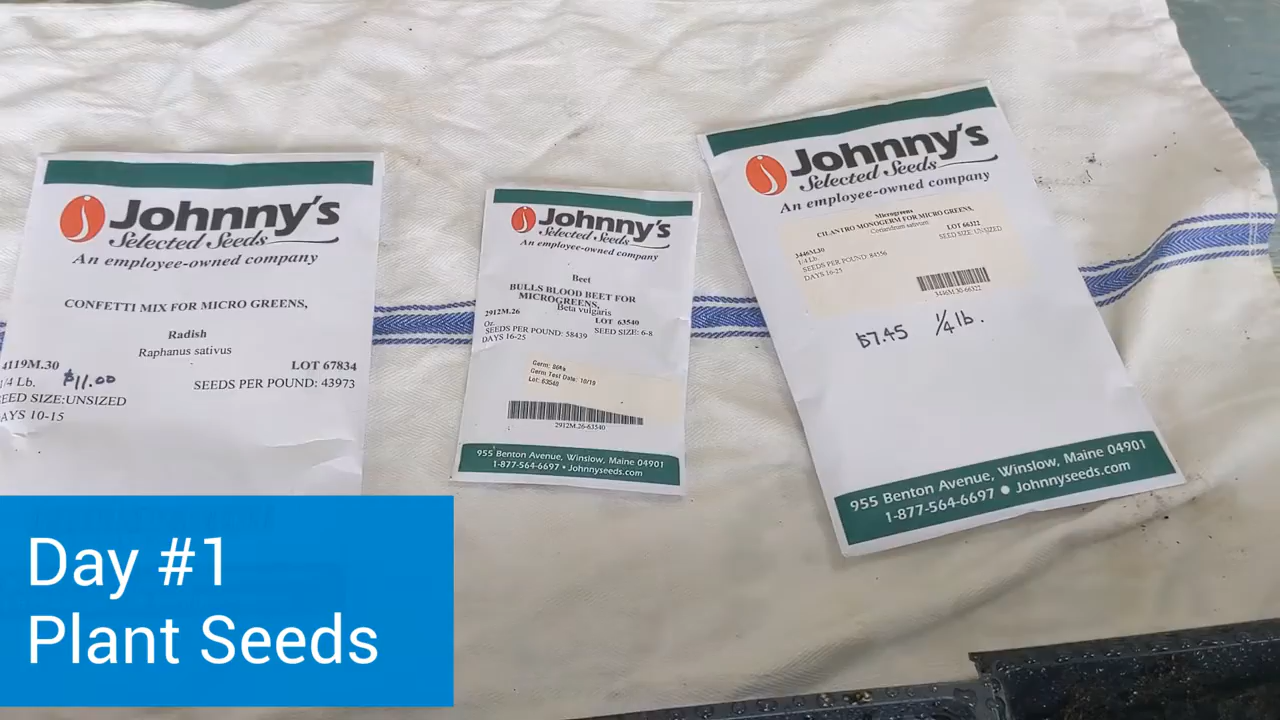 Johnny's
Selected Seeds
An employee-owned company
CONFETTI MIX FOR MICRO GREENS,
Radish
Raphanus sativus
4119M.30
LOT 67834
1/4 Lb.
$11.00
SEEDS PER POUND: 43973
EED SIZE:UNSIZED
AYS 10-15
Johnny's
Selected Seeds
An employee-owned company
Beet
BULLS BLOOD BEET FOR
MICROGREENS,
Beta vulgaris
2912M.26
LOT 63540
Oz.
SEEDS PER POUND: 58439
SEED SIZE: 6-8
DAYS 16-25
Germ Test Date: 10/19
Lot: 63540
2912M.26-63540
955 Benton Avenue, Winslow, Maine 04901
1-877-564-6697 • Johnnyseeds.com
Johnny's
Selected Seeds
An employee-owned company
Microgreens
CILANTRO MONOGERM FOR MICRO GREENS,
Coriandrum sativum
3446M.30
LOT 66322
1/4 Lb.
SEED SIZE: UNSIZED
SEEDS PER POUND: 84556
DAYS 16-25
3446M.30-66322
$7.45 1/4 lb.
955 Benton Avenue, Winslow, Maine 04901
1-877-564-6697 • Johnnyseeds.com
Day #1
Plant Seeds